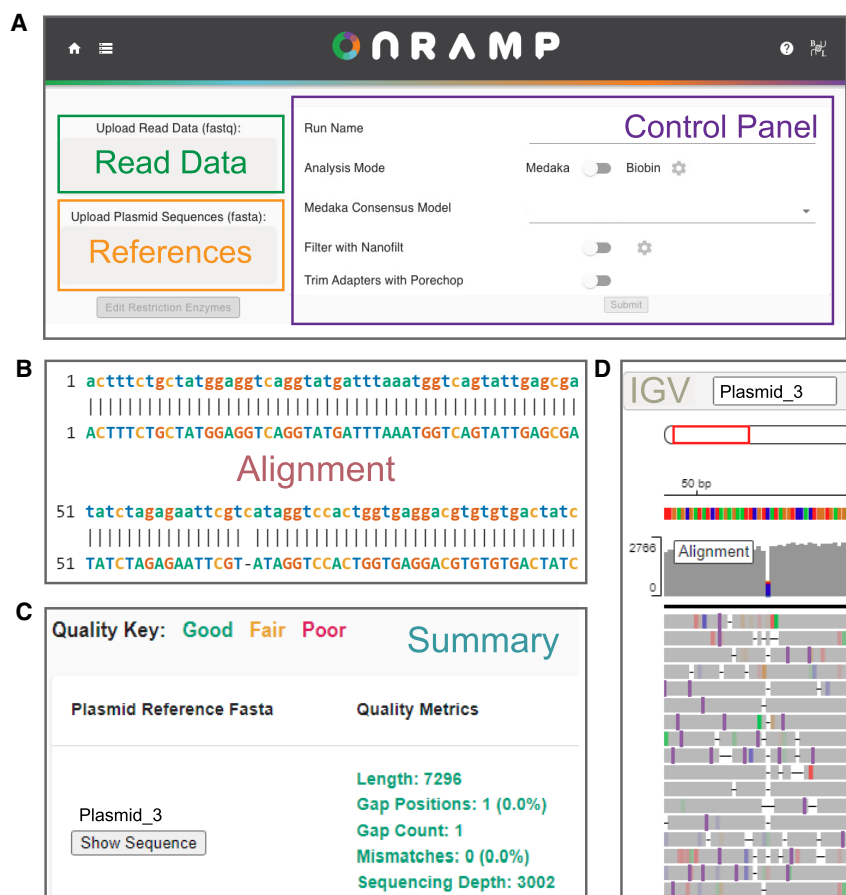 A
ONRAMP
Upload Read Data (fastq):
Read Data
Upload Plasmid Sequences (fasta):
References
Edit Restriction Enzymes
Control Panel
Run Name
Analysis Mode Medaka Biobin
Medaka Consensus Model
Filter with Nanofilt
Trim Adapters with Porechop
Submit
B
1 actttctgctatggaggtcaggtatgatttaaatggtcagtattgagcga
||||||||||||||||||||||||||||||||||||||||||||||||||
1 ACTTTCTGCTATGGAGGTCAGGTATGATTTAAATGGTCAGTATTGAGCGA
Alignment
51 tatctagagaattcgtcataggtccactggtgaggacgtgtgtgactatc
|||||||||||||||| |||||||||||||||||||||||||||||||||
51 TATCTAGAGAATTCGT-ATAGGTCCACTGGTGAGGACGTGTGTGACTATC
C
Quality Key: Good Fair Poor
Summary
Plasmid Reference Fasta Quality Metrics
Plasmid_3
Show Sequence
Length: 7296
Gap Positions: 1 (0.0%)
Gap Count: 1
Mismatches: 0 (0.0%)
Sequencing Depth: 3002
D
IGV Plasmid_3
50 bp
2766
Alignment
0